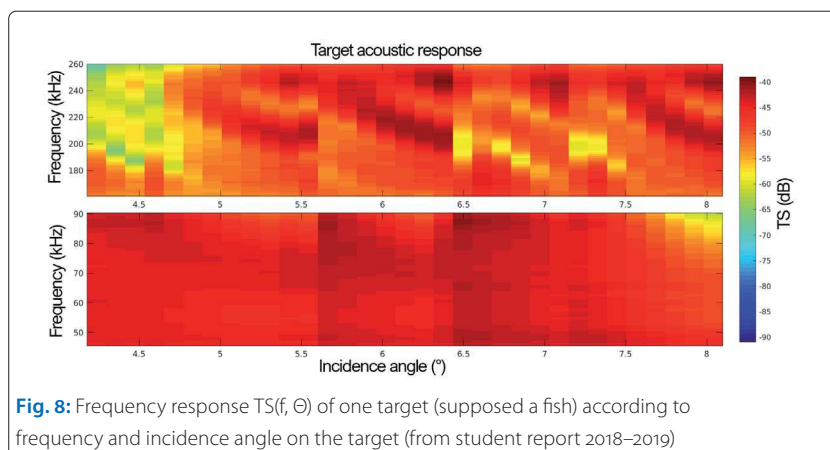 Target acoustic response
Frequency (kHz)
260
240
220
200
180
4.5 5 5.5 6 6.5 7 7.5 8
Frequency (kHz)
90
80
70
60
50
4.5 5 5.5 6 6.5 7 7.5 8
Incidence angle (°)
-40
-45
-50
-55
-60
-65
-70
-75
-80
-85
-90
TS (dB)
Fig. 8: Frequency response TS(f, Θ) of one target (supposed a fish) according to
frequency and incidence angle on the target (from student report 2018–2019)